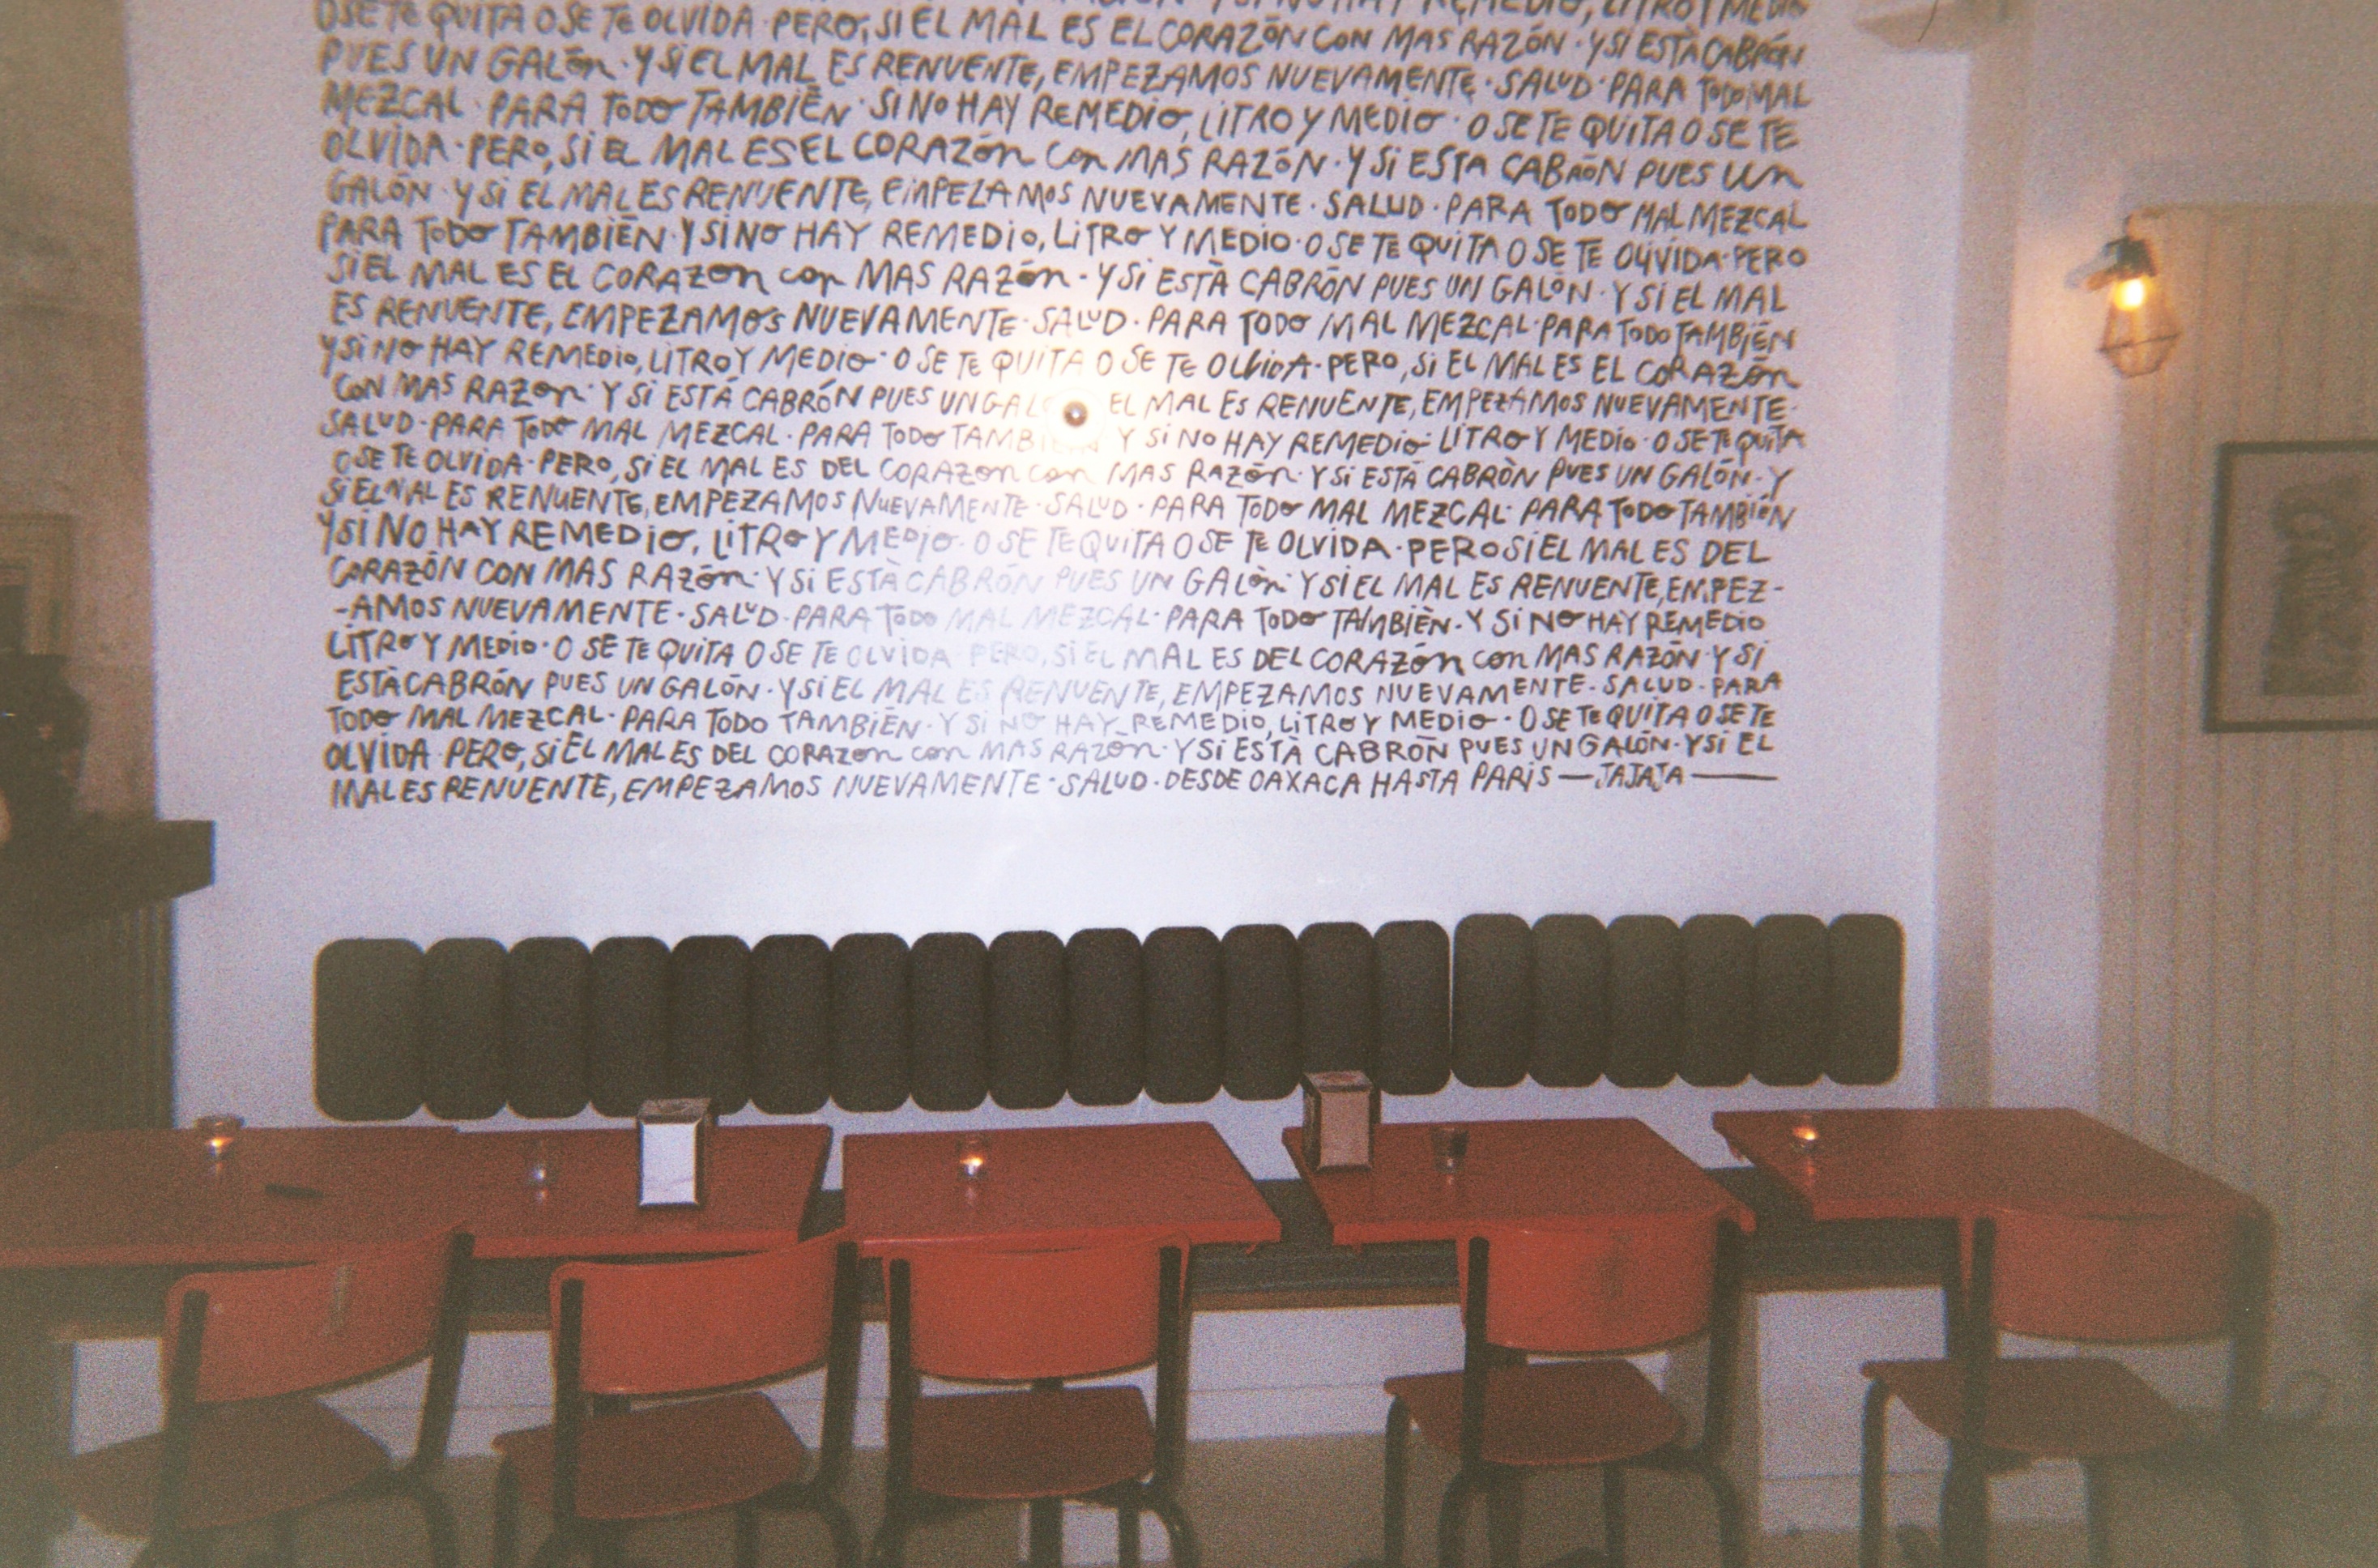 Y SI NO HAY REMEDIO, LITRO Y MEDIO
O SE TE QUITA O SE TE OLVIDA · PERO, SI EL MAL ES EL CORAZÓN CON MAS RAZÓN · Y SI ESTÀ CABRÓN
PUES UN GALÓN · Y SI EL MAL ES RENUENTE, EMPEZAMOS NUEVAMENTE · SALUD · PARA TODO MAL
MEZCAL · PARA TODO TAMBIÉN · SI NO HAY REMEDIO, LITRO Y MEDIO · O SE TE QUITA O SE TE
OLVIDA · PERO, SI EL MAL ES EL CORAZÓN CON MAS RAZÓN · Y SI ESTA CABRÓN PUES UN
GALÓN · Y SI EL MAL ES RENUENTE, EMPEZAMOS NUEVAMENTE · SALUD · PARA TODO MAL MEZCAL
PARA TODO TAMBIÉN · Y SI NO HAY REMEDIO, LITRO Y MEDIO · O SE TE QUITA O SE TE OLVIDA · PERO
SI EL MAL ES EL CORAZON CON MAS RAZÓN · Y SI ESTÀ CABRÓN PUES UN GALÓN · Y SI EL MAL
ES RENUENTE, EMPEZAMOS NUEVAMENTE · SALUD · PARA TODO MAL MEZCAL · PARA TODO TAMBIÉN
Y SI NO HAY REMEDIO, LITRO Y MEDIO · O SE TE QUITA O SE TE OLVIDA · PERO, SI EL MAL ES EL CORAZÓN
CON MAS RAZON · Y SI ESTÁ CABRÓN PUES UN GAL EL MAL ES RENUENTE, EMPEZAMOS NUEVAMENTE ·
SALUD · PARA TODO MAL MEZCAL · PARA TODO TAMBIÉN Y SI NO HAY REMEDIO · LITRO Y MEDIO · O SE TE QUITA
O SE TE OLVIDA · PERO, SI EL MAL ES DEL CORAZON CON MAS RAZÓN · Y SI ESTÀ CABRÓN PUES UN GALÓN · Y
SI EL MAL ES RENUENTE, EMPEZAMOS NUEVAMENTE · SALUD · PARA TODO MAL MEZCAL · PARA TODO TAMBIÉN
Y SI NO HAY REMEDIO, LITRO Y MEDIO · O SE TE QUITA O SE TE OLVIDA · PERO SI EL MAL ES DEL
CORAZÓN CON MAS RAZÓN · Y SI ESTÀ CABRÓN PUES UN GALÓN · Y SI EL MAL ES RENUENTE, EMPEZ-
-AMOS NUEVAMENTE · SALUD · PARA TODO MAL MEZCAL · PARA TODO TAMBIÈN · Y SI NO HAY REMEDIO
LITRO Y MEDIO · O SE TE QUITA O SE TE OLVIDA PERO, SI EL MAL ES DEL CORAZÓN CON MAS RAZÓN · Y SI
ESTÀ CABRÓN PUES UN GALÓN · Y SI EL MAL ES RENUENTE, EMPEZAMOS NUEVAMENTE · SALUD · PARA
TODO MAL MEZCAL · PARA TODO TAMBIÉN · Y SI NO HAY REMEDIO, LITRO Y MEDIO · O SE TE QUITA O SE TE
OLVIDA · PERO, SI EL MAL ES DEL CORAZON CON MAS RAZÓN · Y SI ESTÀ CABRÓN PUES UN GALÓN · Y SI EL
MAL ES RENUENTE, EMPEZAMOS NUEVAMENTE · SALUD · DESDE OAXACA HASTA PARIS — JAJAJA —